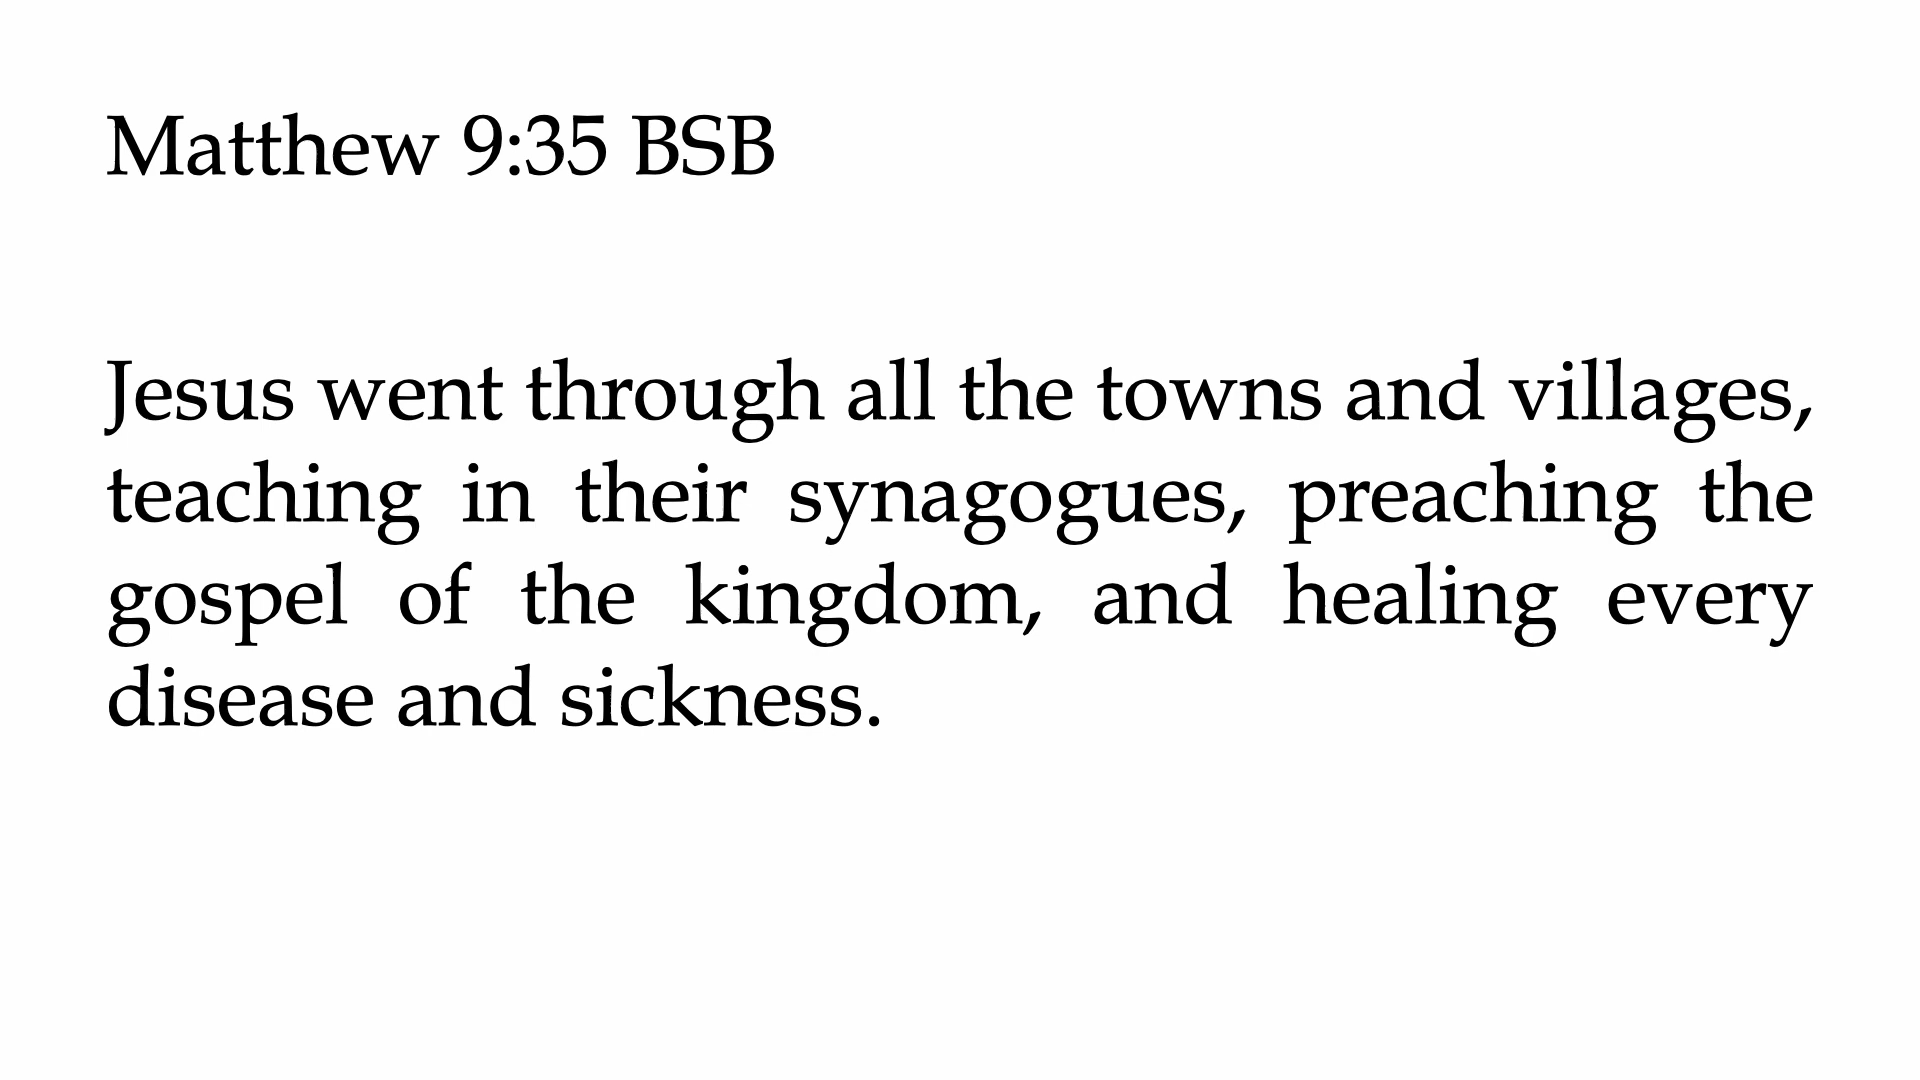 Matthew 9:35 BSB
Jesus went through all the towns and villages,
teaching in their synagogues, preaching the
gospel of the kingdom, and healing every
disease and sickness.